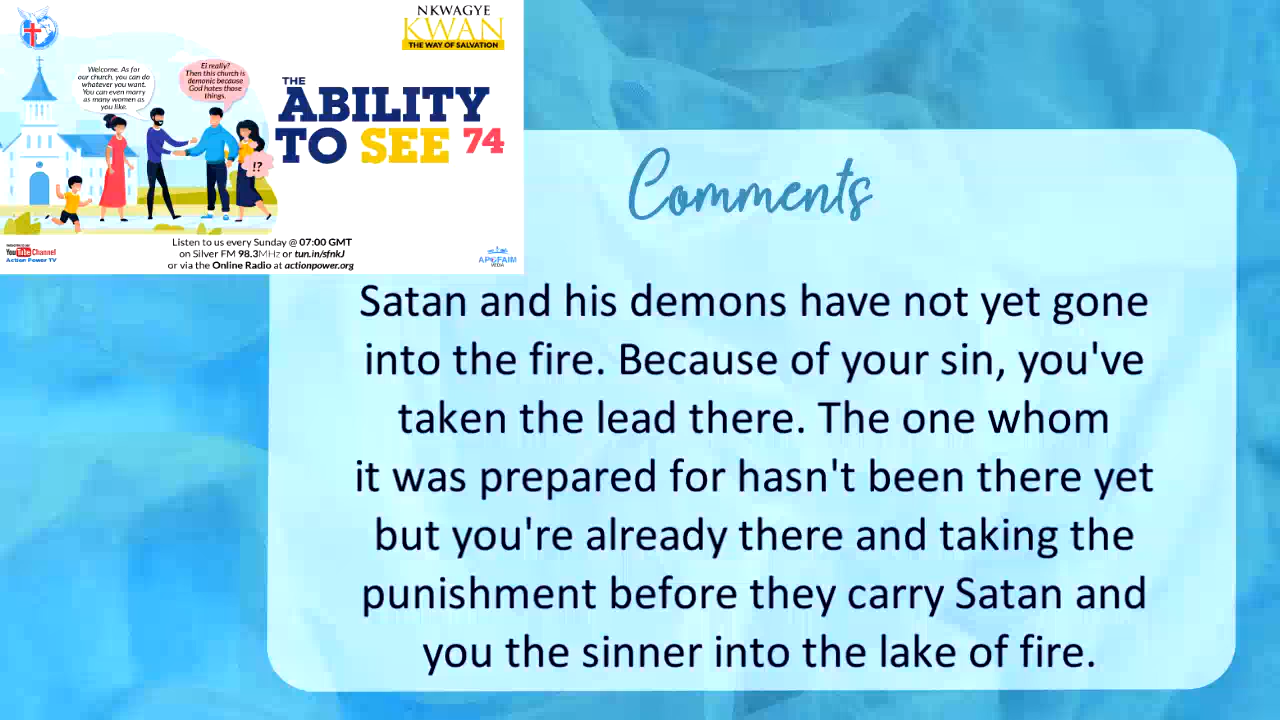 NKWAGYE
KWAN
THE WAY OF SALVATION
Welcome. As for
our church, you can do
whatever you want.
You can even marry
as many women as
you like.
Ei really?
Then this church is
demonic because
God hates those
things.
!?
THE
ABILITY
TO SEE 74
Listen to us every Sunday @ 07:00 GMT
on Silver FM 98.3MHz or tun.in/sfnkJ
or via the Online Radio at actionpower.org
YouTube Channel
Action Power TV
APOFAIM
Comments
Satan and his demons have not yet gone
into the fire. Because of your sin, you've
taken the lead there. The one whom
it was prepared for hasn't been there yet
but you're already there and taking the
punishment before they carry Satan and
you the sinner into the lake of fire.